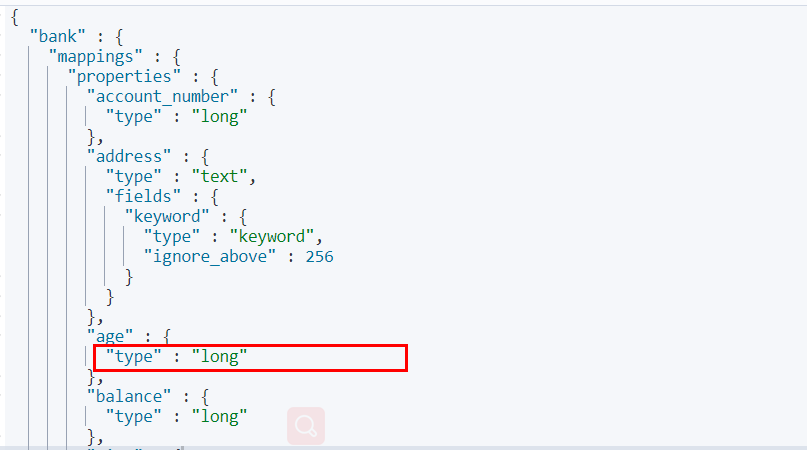 {
"bank" : {
"mappings" : {
"properties" : {
"account_number" : {
"type" : "long"
},
"address" : {
"type" : "text",
"fields" : {
"keyword" : {
"type" : "keyword",
"ignore_above" : 256
}
}
},
"age" : {
"type" : "long"
},
"balance" : {
"type" : "long"
},